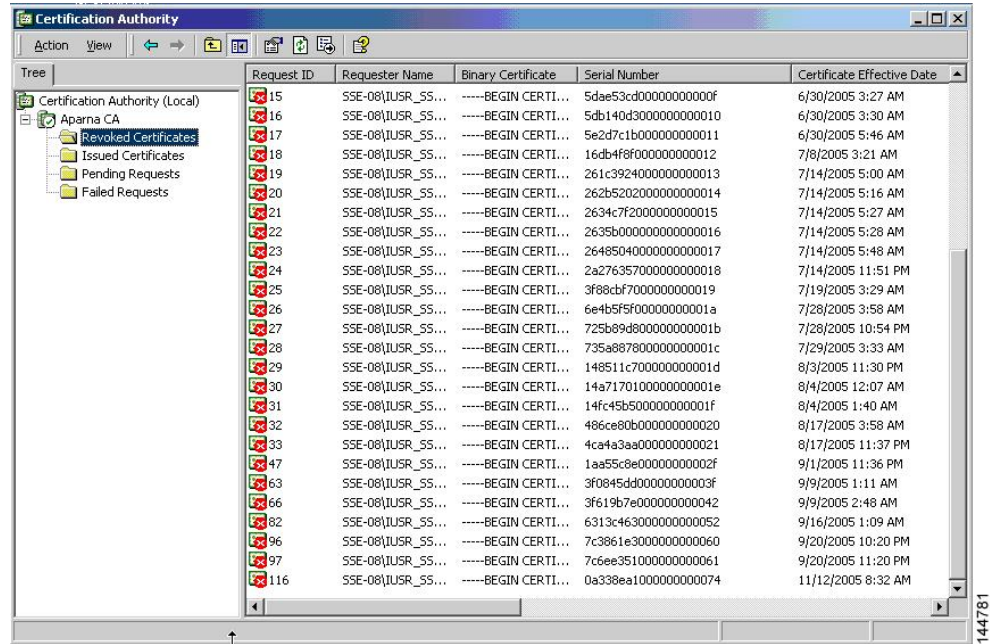 Certification Authority
Action View
Tree
Request ID Requester Name Binary Certificate Serial Number Certificate Effective Date
Certification Authority (Local)
Aparna CA
Revoked Certificates
Issued Certificates
Pending Requests
Failed Requests
15 SSE-08\IUSR_SS... -----BEGIN CERTI... 5dae53cd00000000000f 6/30/2005 3:27 AM
16 SSE-08\IUSR_SS... -----BEGIN CERTI... 5db140d3000000000010 6/30/2005 3:30 AM
17 SSE-08\IUSR_SS... -----BEGIN CERTI... 5e2d7c1b000000000011 6/30/2005 5:46 AM
18 SSE-08\IUSR_SS... -----BEGIN CERTI... 16db4f8f000000000012 7/8/2005 3:21 AM
19 SSE-08\IUSR_SS... -----BEGIN CERTI... 261c3924000000000013 7/14/2005 5:00 AM
20 SSE-08\IUSR_SS... -----BEGIN CERTI... 262b5202000000000014 7/14/2005 5:16 AM
21 SSE-08\IUSR_SS... -----BEGIN CERTI... 2634c7f2000000000015 7/14/2005 5:27 AM
22 SSE-08\IUSR_SS... -----BEGIN CERTI... 2635b000000000000016 7/14/2005 5:28 AM
23 SSE-08\IUSR_SS... -----BEGIN CERTI... 26485040000000000017 7/14/2005 5:48 AM
24 SSE-08\IUSR_SS... -----BEGIN CERTI... 2a276357000000000018 7/14/2005 11:51 PM
25 SSE-08\IUSR_SS... -----BEGIN CERTI... 3f88cbf7000000000019 7/19/2005 3:29 AM
26 SSE-08\IUSR_SS... -----BEGIN CERTI... 6e4b5f5f00000000001a 7/28/2005 3:58 AM
27 SSE-08\IUSR_SS... -----BEGIN CERTI... 725b89d800000000001b 7/28/2005 10:54 PM
28 SSE-08\IUSR_SS... -----BEGIN CERTI... 735a887800000000001c 7/29/2005 3:33 AM
29 SSE-08\IUSR_SS... -----BEGIN CERTI... 148511c700000000001d 8/3/2005 11:30 PM
30 SSE-08\IUSR_SS... -----BEGIN CERTI... 14a7170100000000001e 8/4/2005 12:07 AM
31 SSE-08\IUSR_SS... -----BEGIN CERTI... 14fc45b500000000001f 8/4/2005 1:40 AM
32 SSE-08\IUSR_SS... -----BEGIN CERTI... 486ce80b000000000020 8/17/2005 3:58 AM
33 SSE-08\IUSR_SS... -----BEGIN CERTI... 4ca4a3aa000000000021 8/17/2005 11:37 PM
47 SSE-08\IUSR_SS... -----BEGIN CERTI... 1aa55c8e00000000002f 9/1/2005 11:36 PM
63 SSE-08\IUSR_SS... -----BEGIN CERTI... 3f0845dd00000000003f 9/9/2005 1:11 AM
66 SSE-08\IUSR_SS... -----BEGIN CERTI... 3f619b7e000000000042 9/9/2005 2:48 AM
82 SSE-08\IUSR_SS... -----BEGIN CERTI... 6313c463000000000052 9/16/2005 1:09 AM
96 SSE-08\IUSR_SS... -----BEGIN CERTI... 7c3861e3000000000060 9/20/2005 10:20 PM
97 SSE-08\IUSR_SS... -----BEGIN CERTI... 7c6ee351000000000061 9/20/2005 11:20 PM
116 SSE-08\IUSR_SS... -----BEGIN CERTI... 0a338ea1000000000074 11/12/2005 8:32 AM
144781